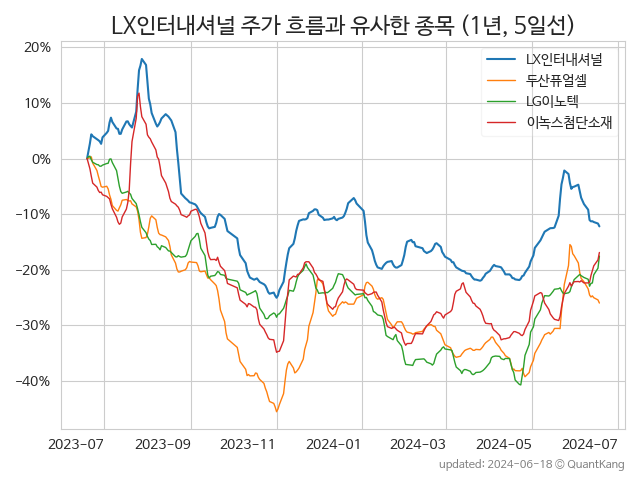 LX인터내셔널 주가 흐름과 유사한 종목 (1년, 5일선)
20%
10%
0%
−10%
−20%
−30%
−40%
LX인터내셔널
두산퓨얼셀
LG이노텍
이녹스첨단소재
2023-07
2023-09
2023-11
2024-01
2024-03
2024-05
2024-07
updated: 2024-06-18 © QuantKang